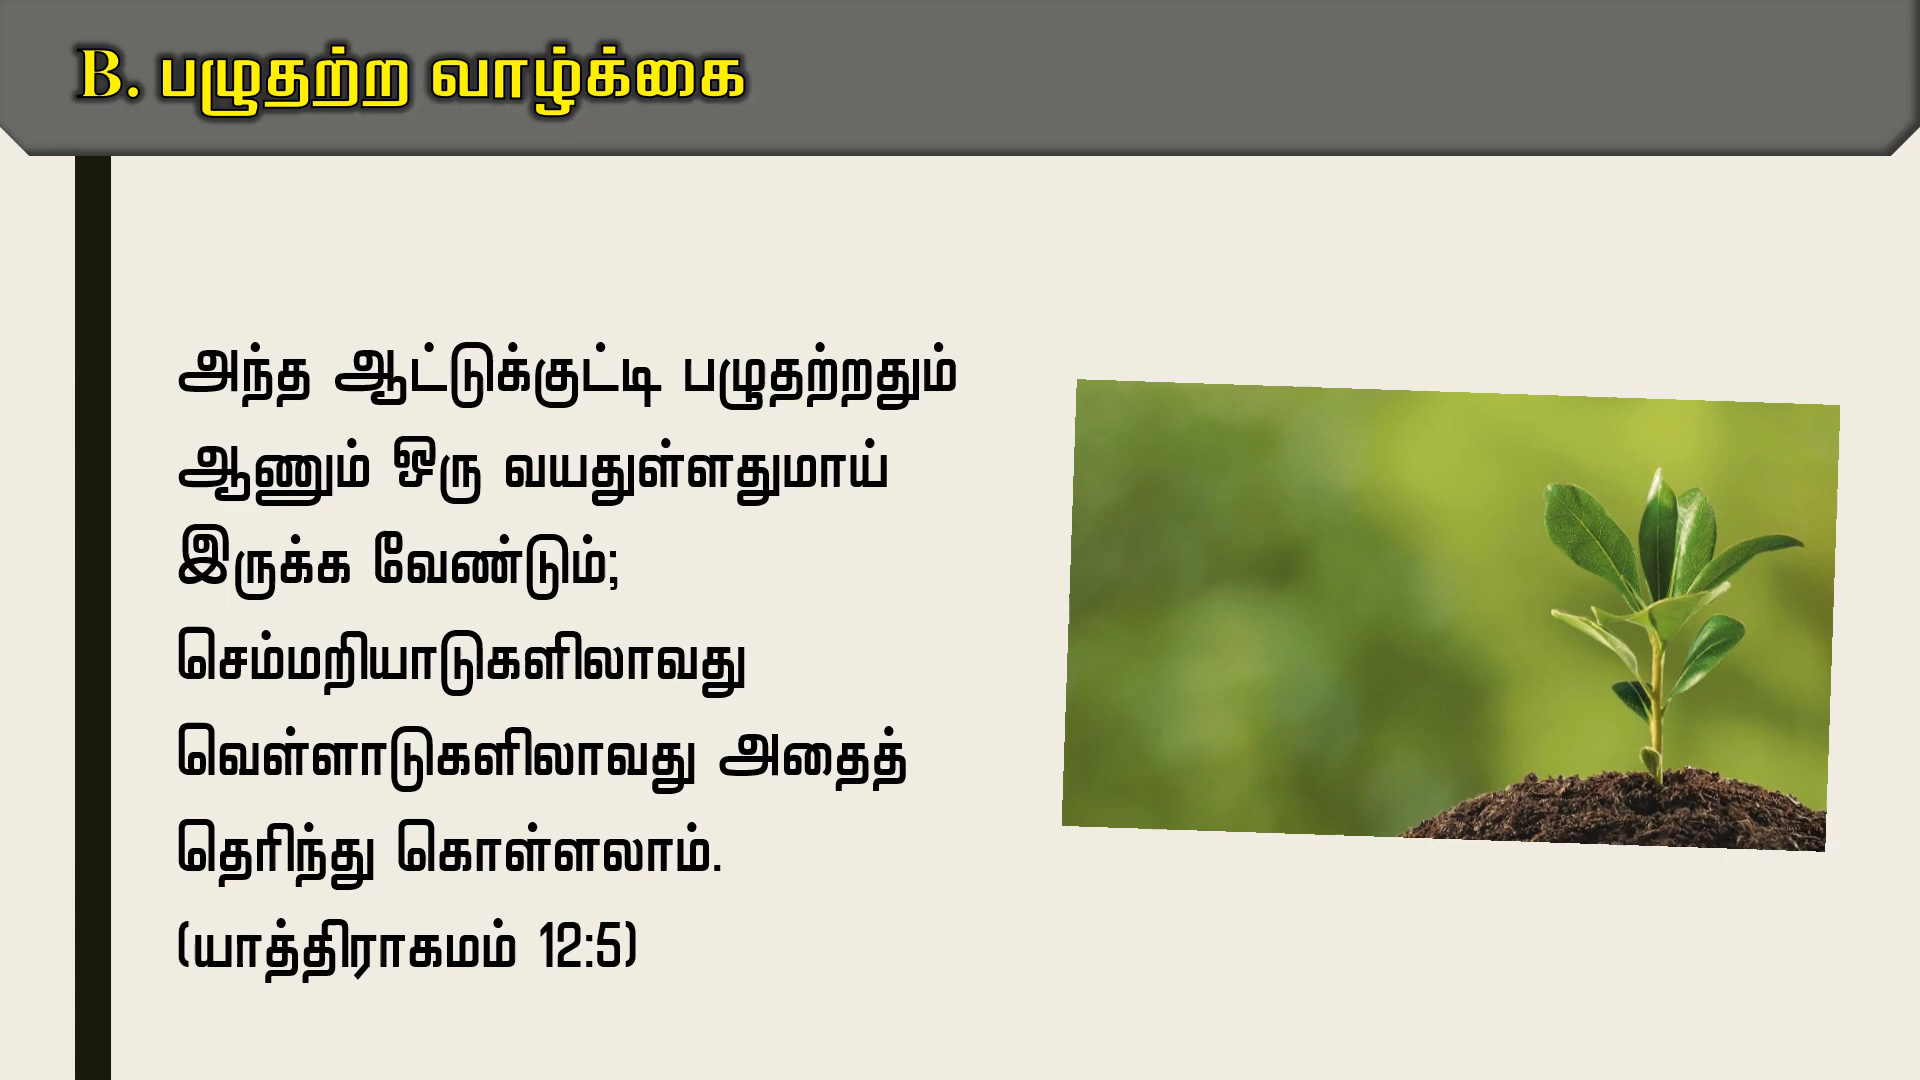 B. பழுதற்ற வாழ்க்கை
அந்த ஆட்டுக்குட்டி பழுதற்றதும்
ஆணும் ஒரு வயதுள்ளதுமாய்
இருக்க வேண்டும்;
செம்மறியாடுகளிலாவது
வெள்ளாடுகளிலாவது அதைத்
தெரிந்து கொள்ளலாம்.
(யாத்திராகமம் 12:5)